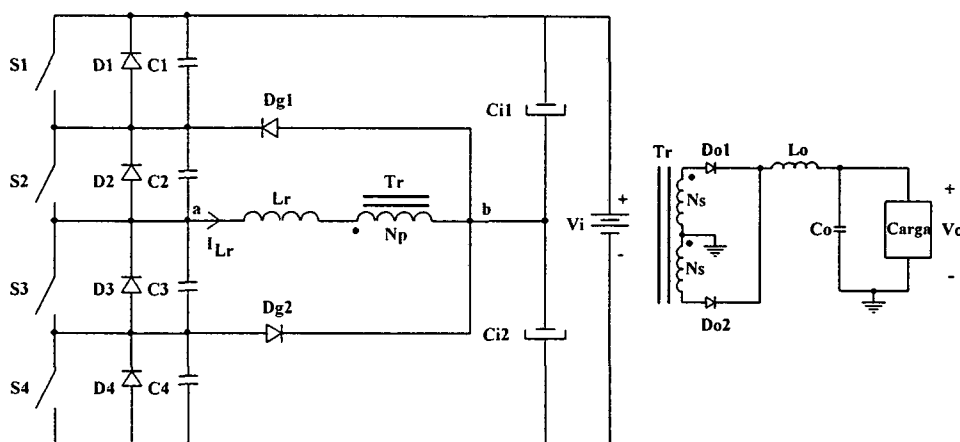 S1
D1
C1
Dg1
Ci1
S2
D2
C2
Tr
a
Lr
b
I Lr
Np
Vi
+
-
S3
D3
C3
Dg2
Ci2
S4
D4
C4
Tr
Do1
Lo
Ns
Ns
Do2
Co
Carga
+
Vo
-